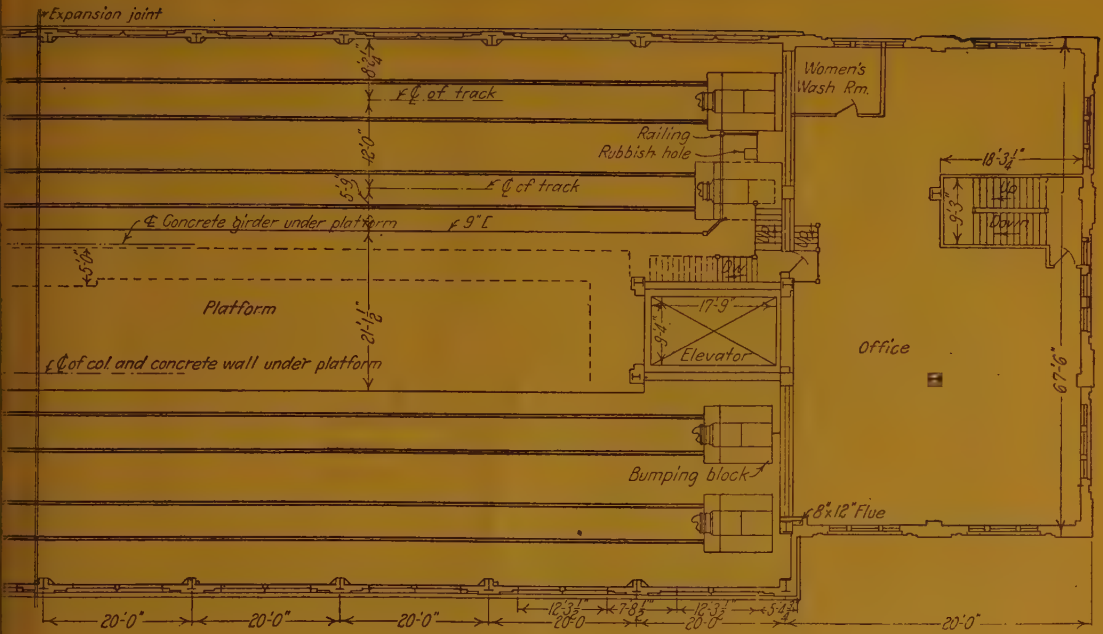 Expansion joint
8'-2¼"
℄ of track
Women's
Wash Rm.
Railing
Rubbish hole
12'-0"
18'-3½"
℄ of track
5'-9"
Up
9'-3"
Down
℄ Concrete girder under platform
9" [
Up
5'-0"
Dn
Platform
21'-1½"
17'-9"
9'-4"
Elevator
Office
67'-6"
℄ of col. and concrete wall under platform
Bumping block
8"x12" Flue
12'-3½"
7'-8½"
12'-3½"
5'-4¾"
20'-0"
20'-0"
20'-0"
20'-0"
20'-0"
20'-0"